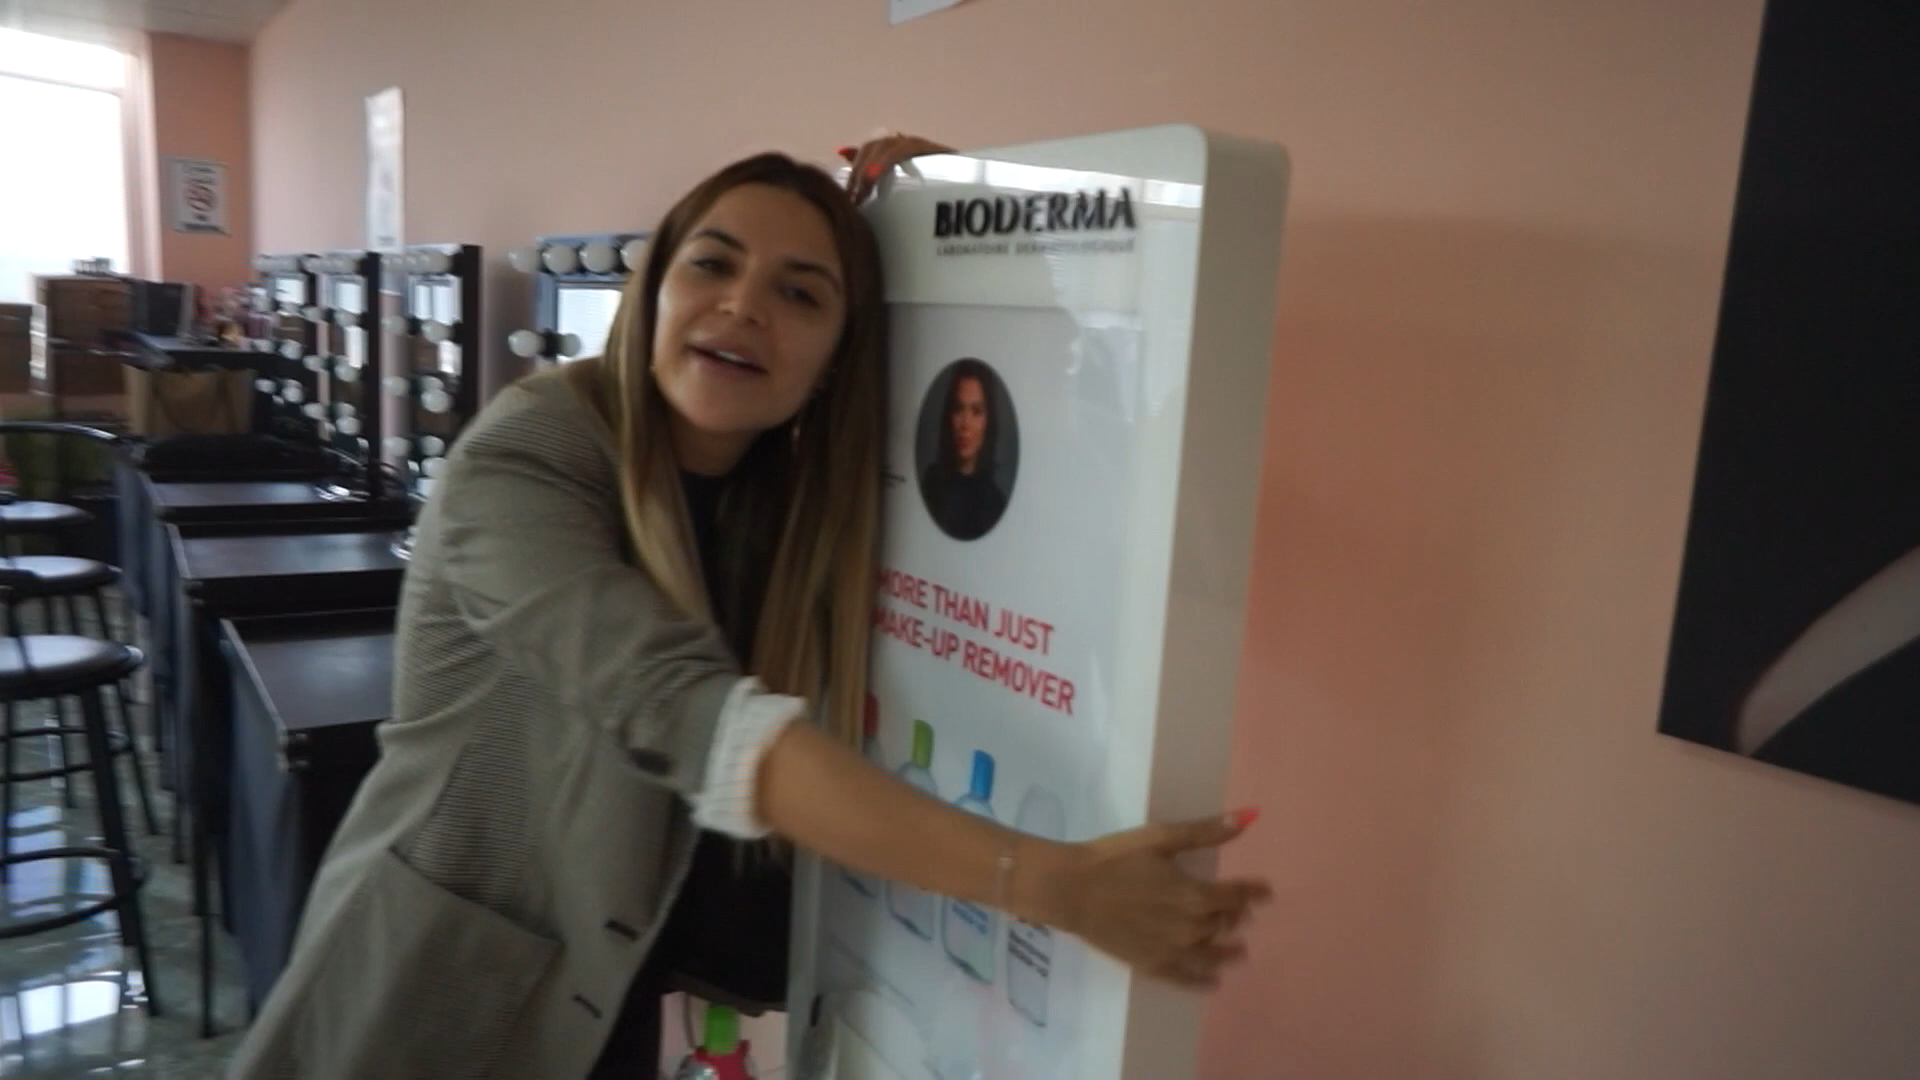 BIODERMA
LABORATOIRE DERMATOLOGIQUE
MORE THAN JUST
MAKE-UP REMOVER